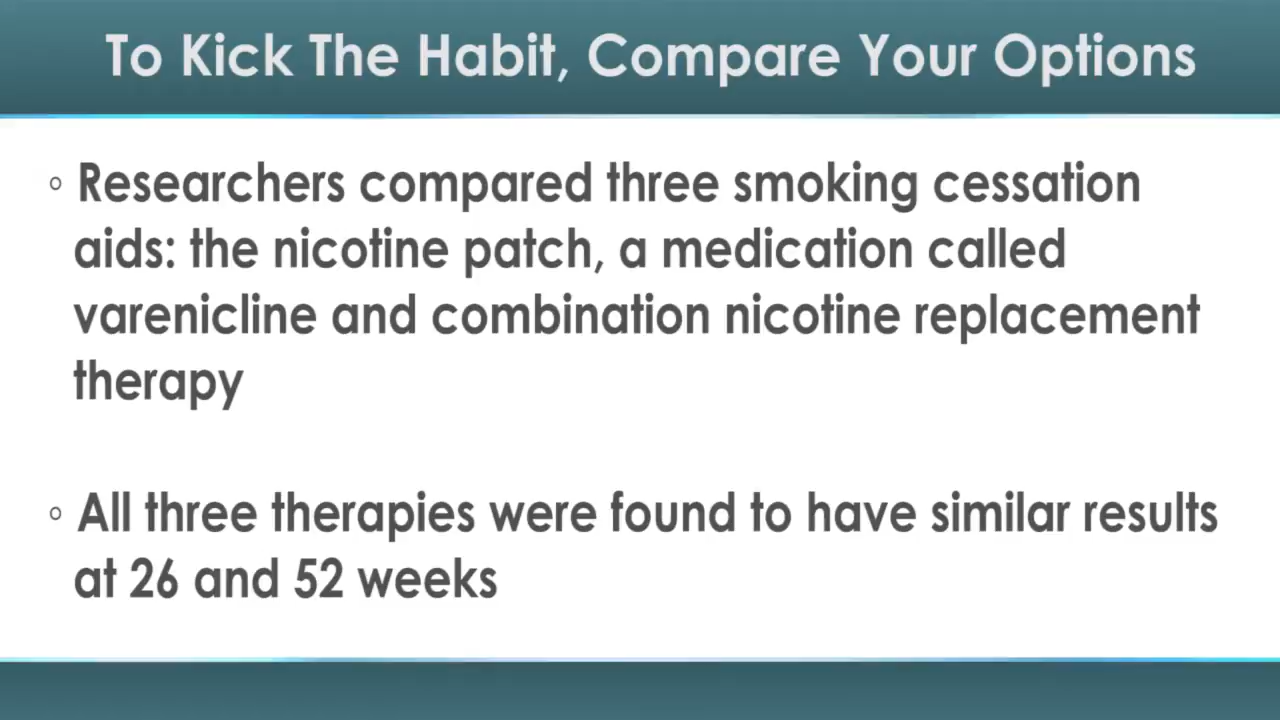 To Kick The Habit, Compare Your Options
◦ Researchers compared three smoking cessation
aids: the nicotine patch, a medication called
varenicline and combination nicotine replacement
therapy
◦ All three therapies were found to have similar results
at 26 and 52 weeks